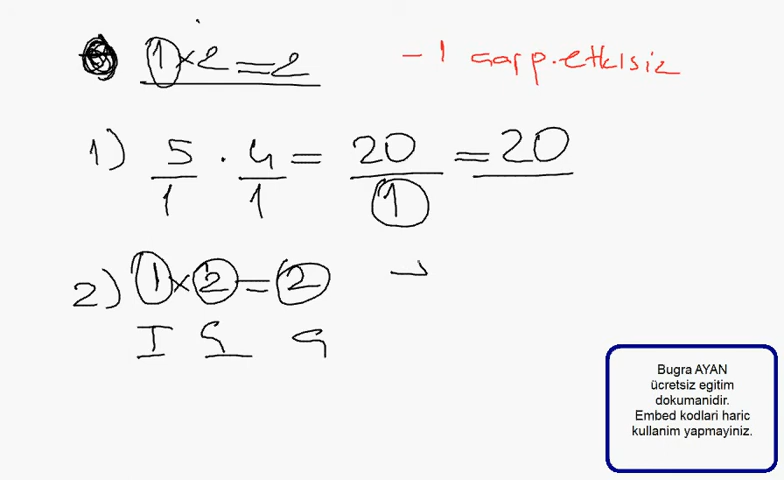 1 × 2 = 2
- 1 çarp. etkisiz
1) 5/1 . 4/1 = 20/1 = 20
2) 1 × 2 = 2 →
T Ç Ç
Bugra AYAN
ücretsiz egitim
dokumanidir.
Embed kodlari haric
kullanim yapmayiniz.